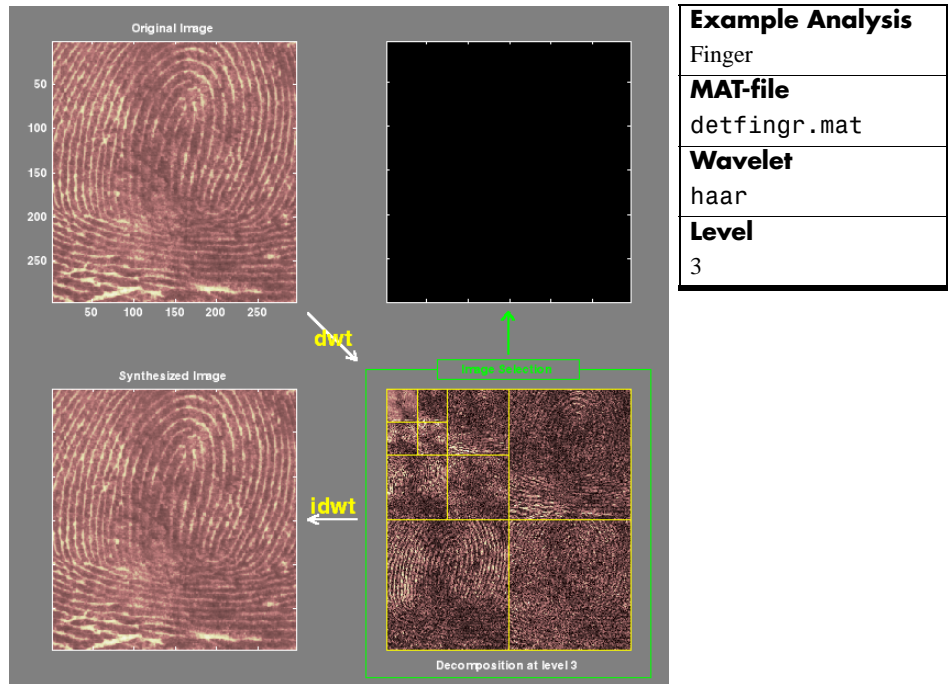 Original Image
50
100
150
200
250
50 100 150 200 250
dwt
Image Selection
Synthesized Image
idwt
Decomposition at level 3
Example Analysis
Finger
MAT-file
detfingr.mat
Wavelet
haar
Level
3